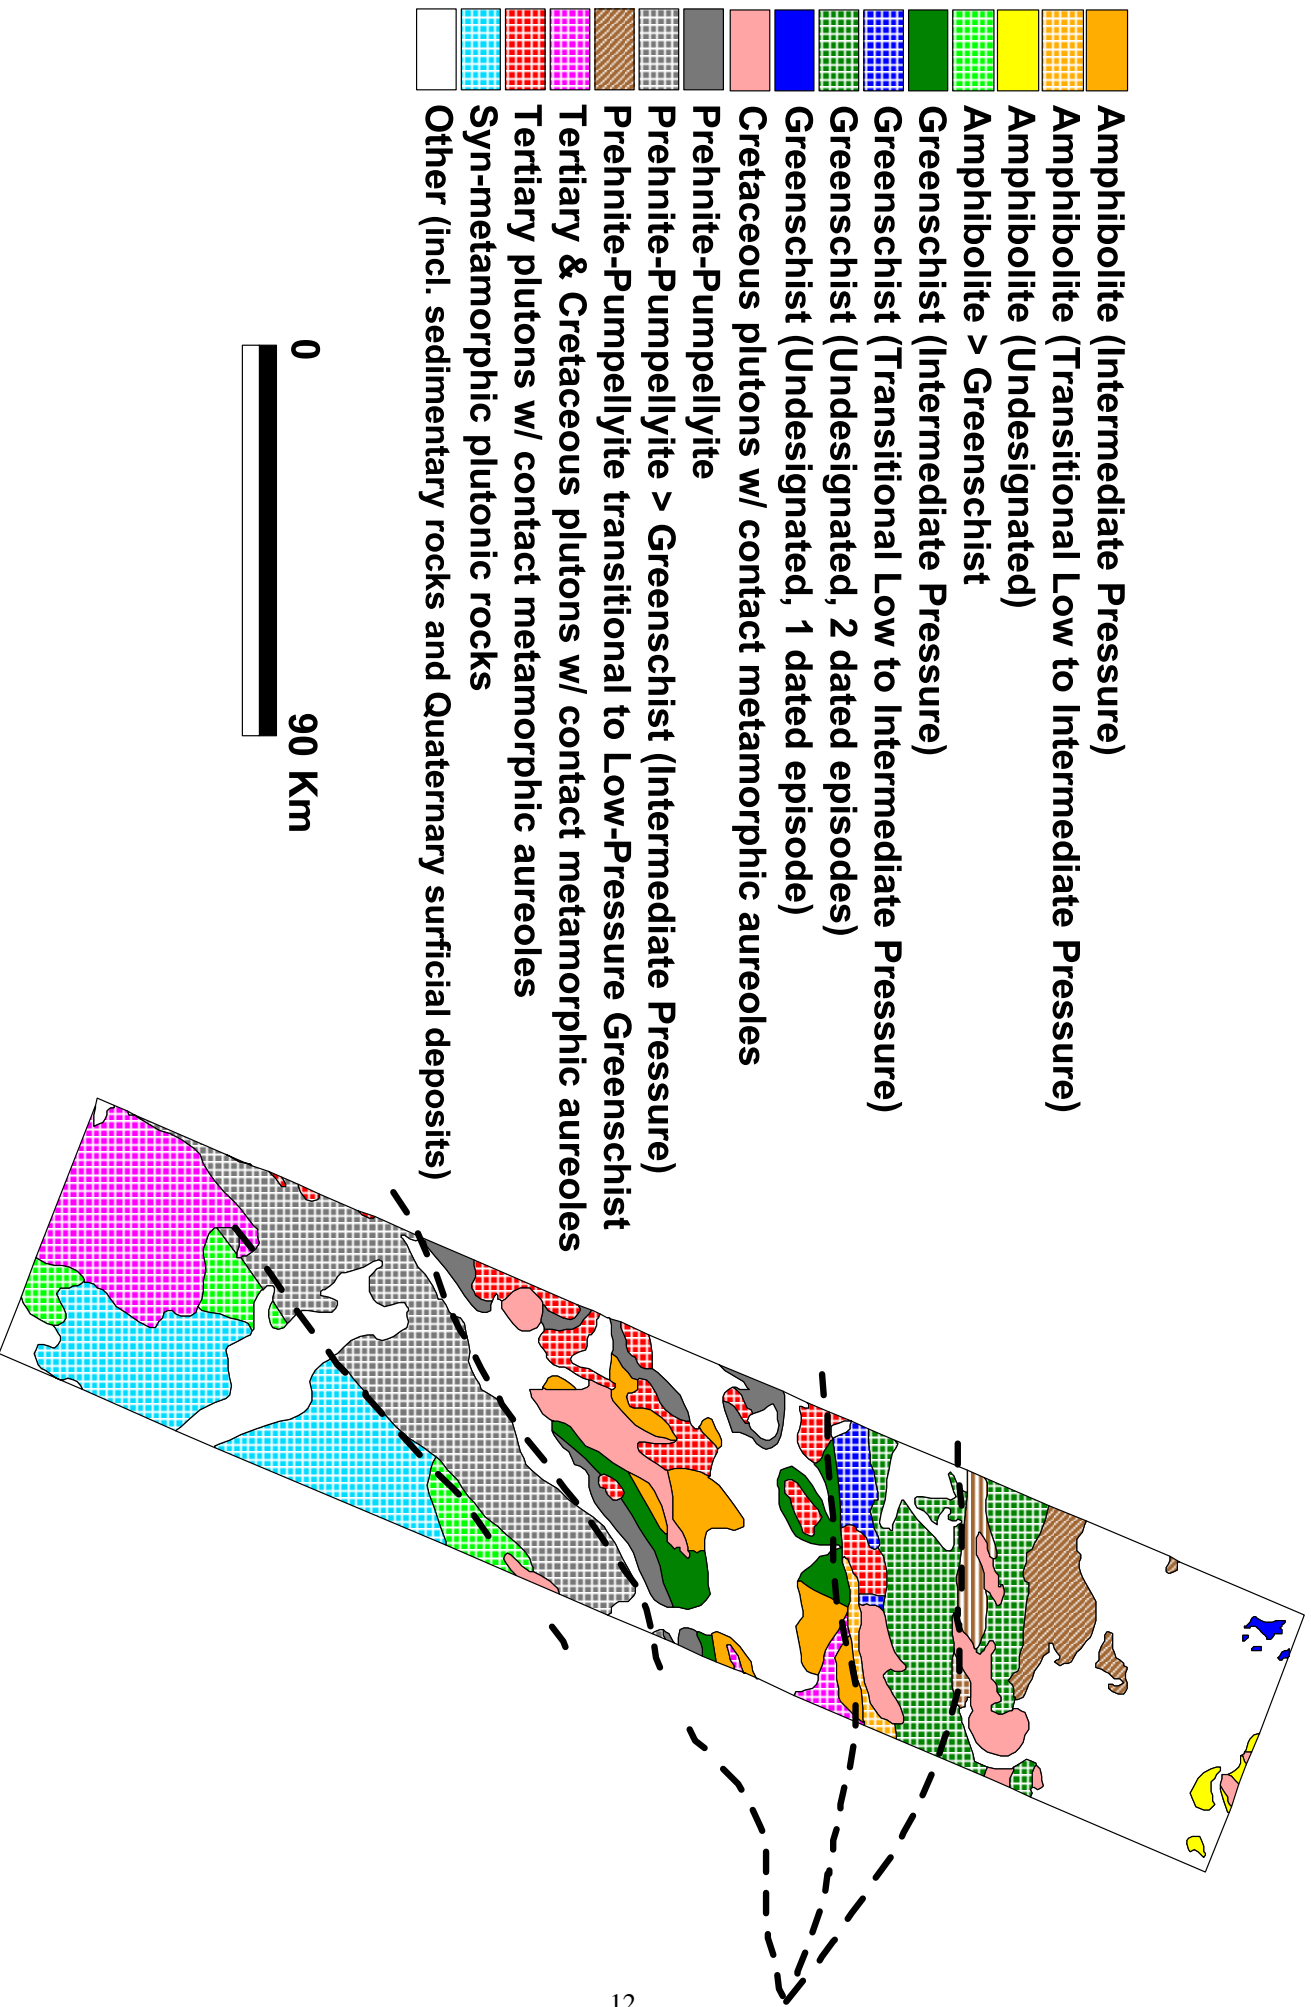 Amphibolite (Intermediate Pressure)
Amphibolite (Transitional Low to Intermediate Pressure)
Amphibolite (Undesignated)
Amphibolite > Greenschist
Greenschist (Intermediate Pressure)
Greenschist (Transitional Low to Intermediate Pressure)
Greenschist (Undesignated, 2 dated episodes)
Greenschist (Undesignated, 1 dated episode)
Cretaceous plutons w/ contact metamorphic aureoles
Prehnite-Pumpellyite
Prehnite-Pumpellyite > Greenschist (Intermediate Pressure)
Prehnite-Pumpellyite transitional to Low-Pressure Greenschist
Tertiary & Cretaceous plutons w/ contact metamorphic aureoles
Tertiary plutons w/ contact metamorphic aureoles
Syn-metamorphic plutonic rocks
Other (incl. sedimentary rocks and Quaternary surficial deposits)
0 90 Km
12